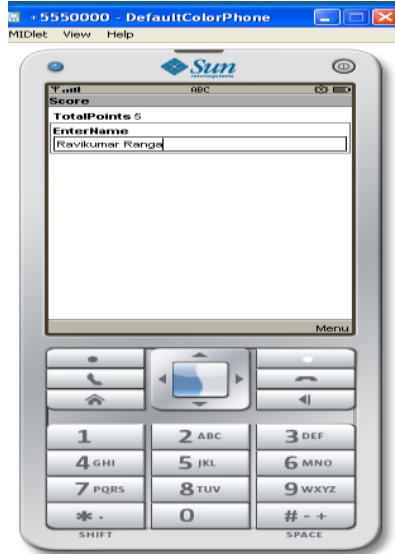 +5550000 - DefaultColorPhone
MIDlet View Help
Sun
microsystems
ABC
Score
TotalPoints 5
EnterName
Ravikumar Ranga
Menu
1 2 ABC 3 DEF
4 GHI 5 JKL 6 MNO
7 PQRS 8 TUV 9 WXYZ
* . 0 # - +
SHIFT SPACE